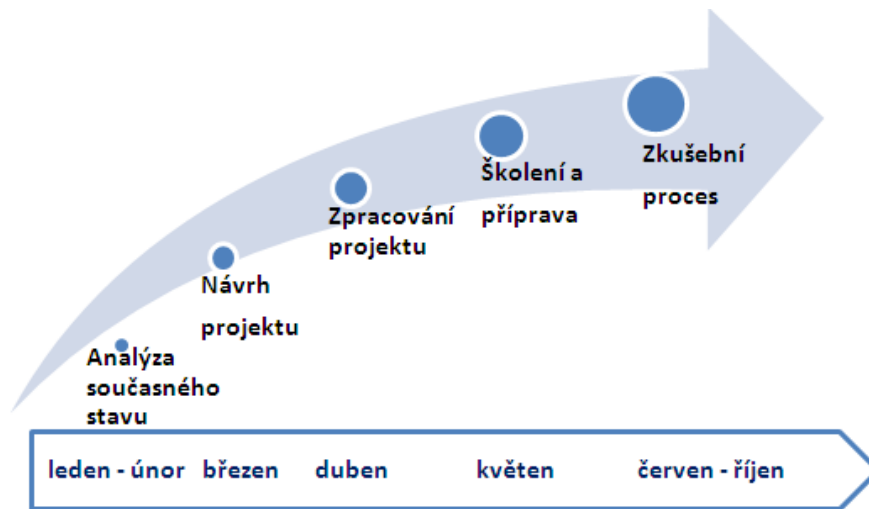 Zkušební
proces
Školení a
příprava
Zpracování
projektu
Návrh
projektu
Analýza
současného
stavu
leden - únor březen duben květen červen - říjen